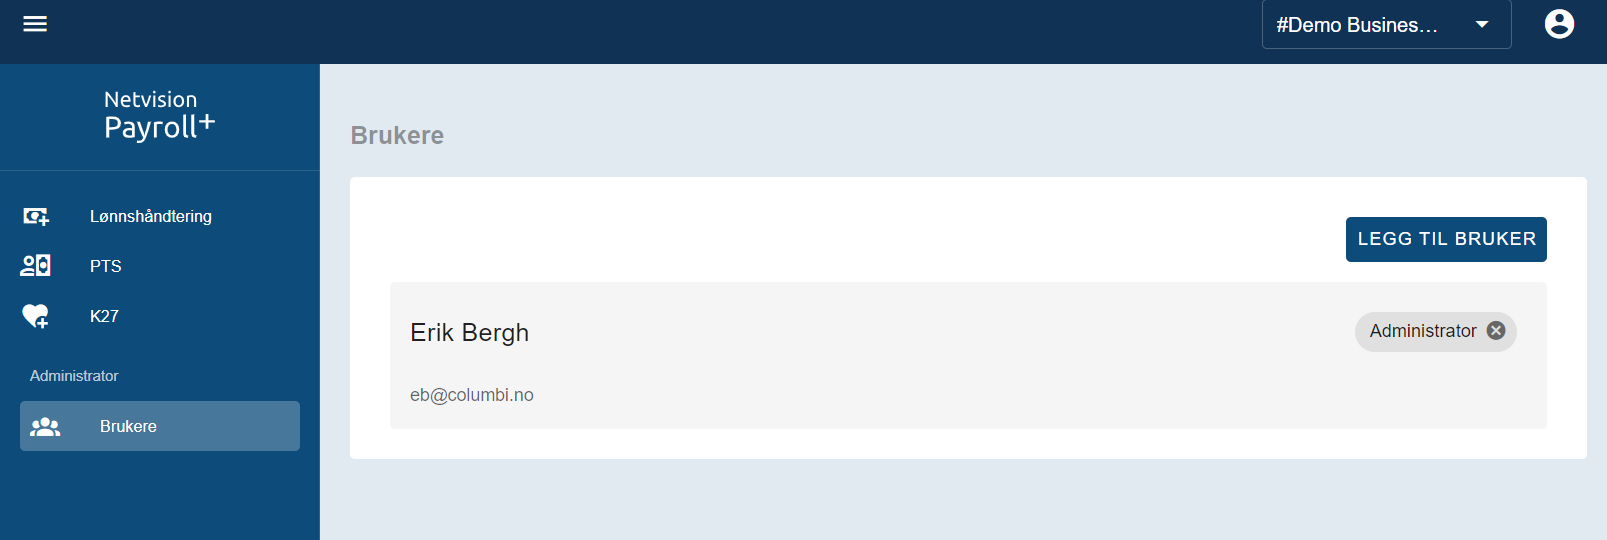 #Demo Busines...
Netvision
Payroll+
Lønnshåndtering
PTS
K27
Administrator
Brukere
Brukere
LEGG TIL BRUKER
Erik Bergh
Administrator
eb@columbi.no